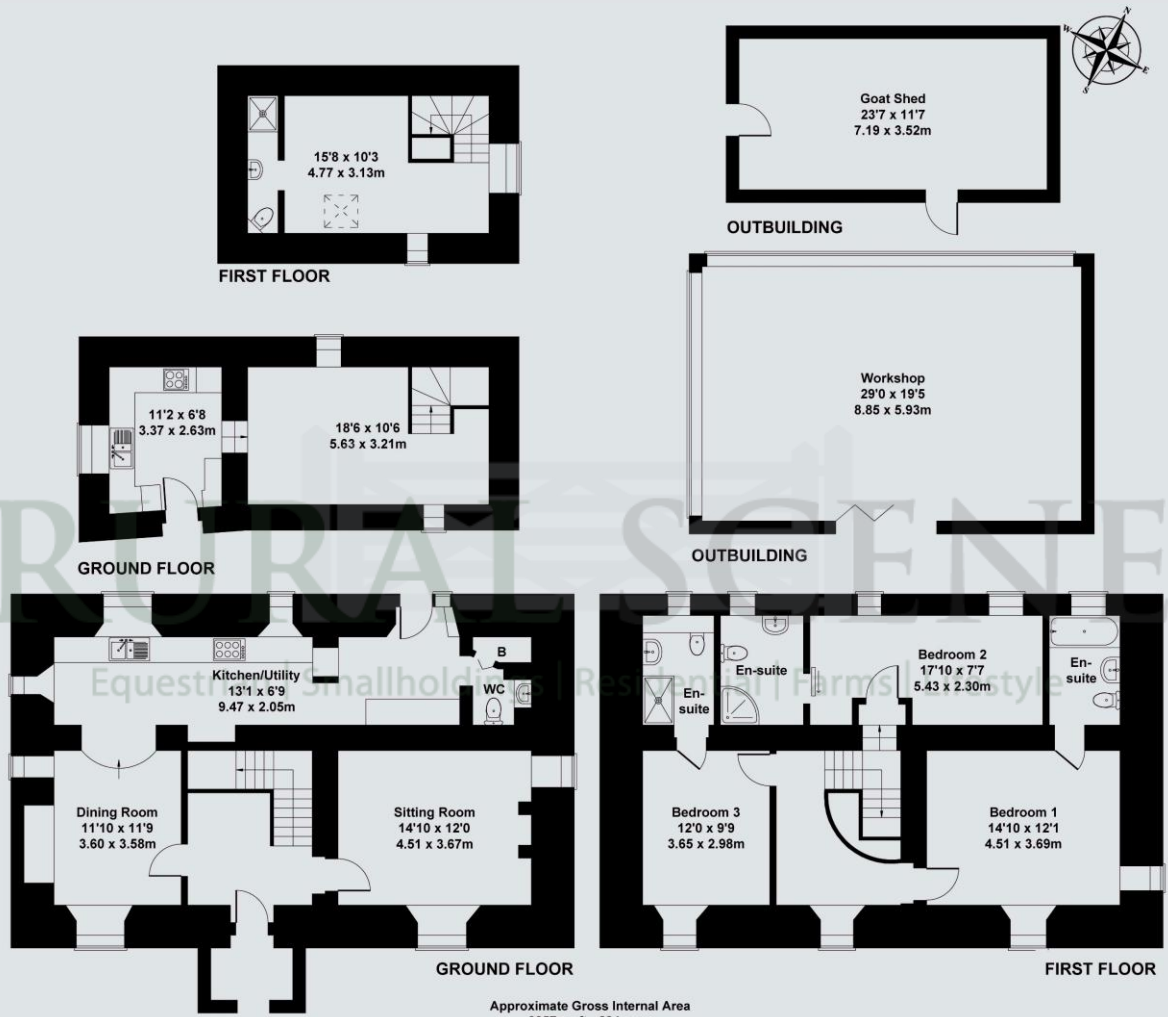 N
W
E
S
Goat Shed
23'7 x 11'7
7.19 x 3.52m
OUTBUILDING
15'8 x 10'3
4.77 x 3.13m
FIRST FLOOR
11'2 x 6'8
3.37 x 2.63m
18'6 x 10'6
5.63 x 3.21m
GROUND FLOOR
Workshop
29'0 x 19'5
8.85 x 5.93m
OUTBUILDING
RURAL SCENE
Equestrian | Smallholdings | Residential | Farms | Lifestyle
Kitchen/Utility
13'1 x 6'9
9.47 x 2.05m
B
WC
Dining Room
11'10 x 11'9
3.60 x 3.58m
Sitting Room
14'10 x 12'0
4.51 x 3.67m
GROUND FLOOR
En-
suite
En-suite
Bedroom 2
17'10 x 7'7
5.43 x 2.30m
En-
suite
Bedroom 3
12'0 x 9'9
3.65 x 2.98m
Bedroom 1
14'10 x 12'1
4.51 x 3.69m
FIRST FLOOR
Approximate Gross Internal Area